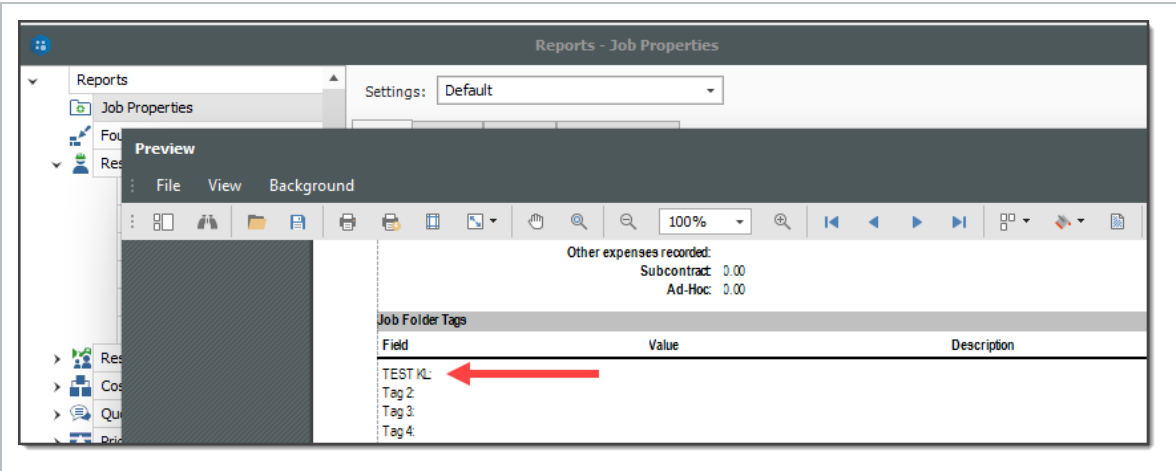 Reports - Job Properties
Reports
Settings: Default
Job Properties
Fou
Preview
Res
File View Background
100%
Other expenses recorded:
Subcontract: 0.00
Ad-Hoc: 0.00
Job Folder Tags
Field Value Description
TEST KL:
Tag 2:
Tag 3:
Tag 4:
Res
Cos
Quo